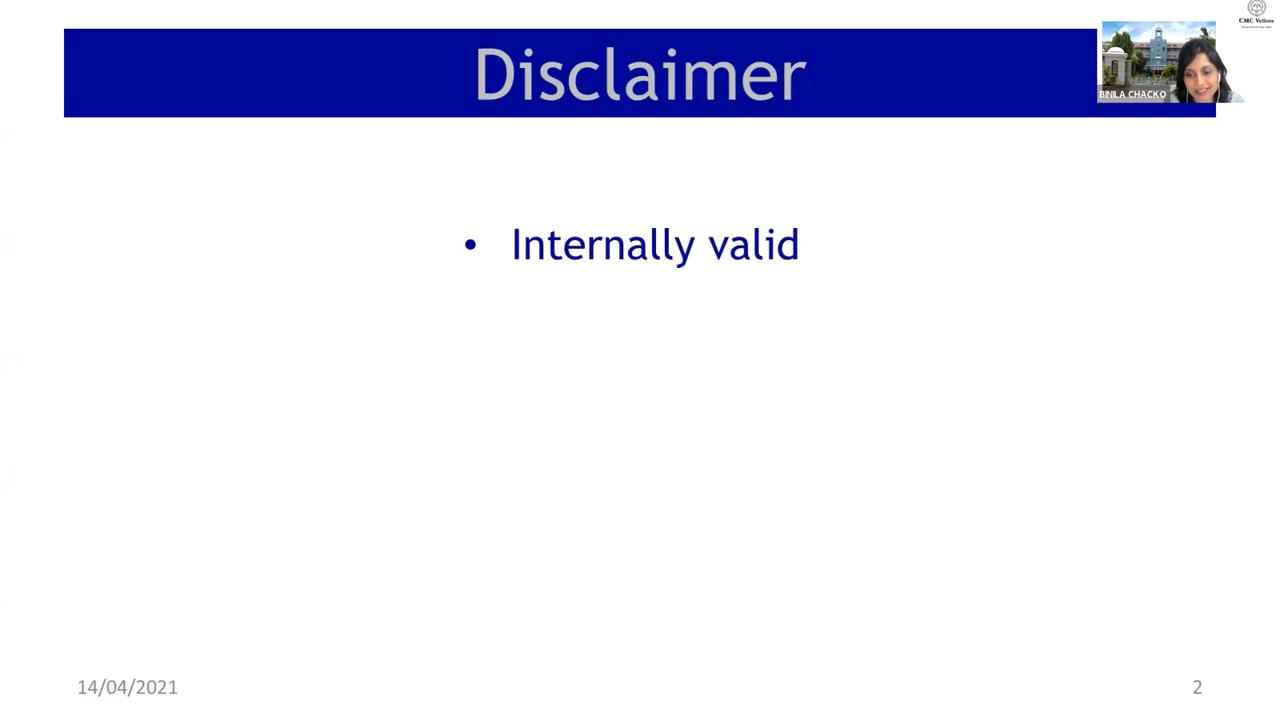 CMC Vellore
Disclaimer
BINILA CHACKO
• Internally valid
14/04/2021
2